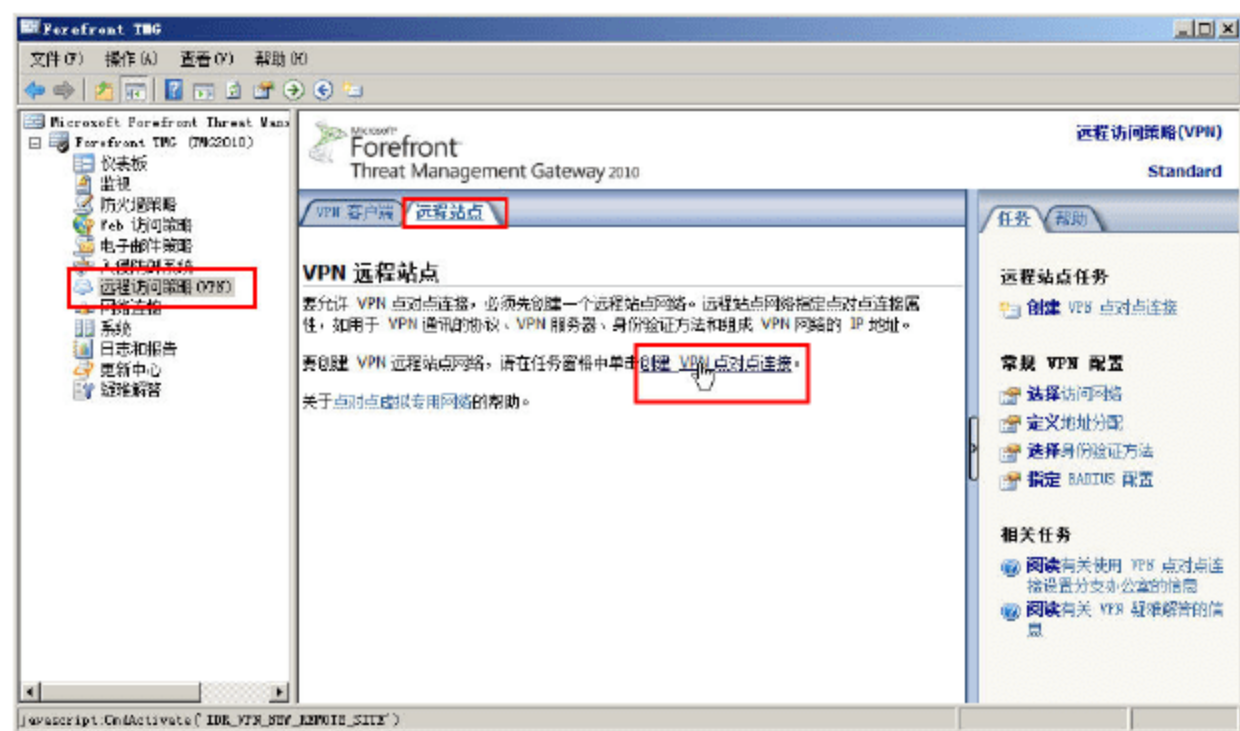 Forefront TMG
文件(F) 操作(A) 查看(V) 帮助(H)
Microsoft Forefront Threat Mana
Forefront TMG (TMG2010)
仪表板
监视
防火墙策略
Web 访问策略
电子邮件策略
入侵防御系统
远程访问策略(VPN)
网络连接
系统
日志和报告
更新中心
疑难解答
Microsoft
Forefront
Threat Management Gateway 2010
远程访问策略(VPN)
Standard
VPN 客户端 远程站点
VPN 远程站点
要允许 VPN 点对点连接，必须先创建一个远程站点网络。远程站点网络指定点对点连接属
性，如用于 VPN 通讯的协议、VPN 服务器、身份验证方法和组成 VPN 网络的 IP 地址。
要创建 VPN 远程站点网络，请在任务窗格中单击创建 VPN 点对点连接。
关于点对点虚拟专用网络的帮助。
任务 帮助
远程站点任务
创建 VPN 点对点连接
常规 VPN 配置
选择访问网络
定义地址分配
选择身份验证方法
指定 RADIUS 配置
相关任务
阅读有关使用 VPN 点对点连
接设置分支办公室的信息
阅读有关 VPN 疑难解答的信
息
javascript:CmdActivate('IDR_VPN_NEW_REMOTE_SITE')